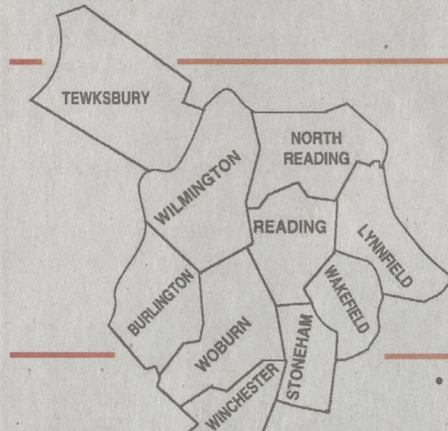 TEWKSBURY
NORTH
READING
WILMINGTON
READING
LYNNFIELD
BURLINGTON
WAKEFIELD
WOBURN
STONEHAM
WINCHESTER